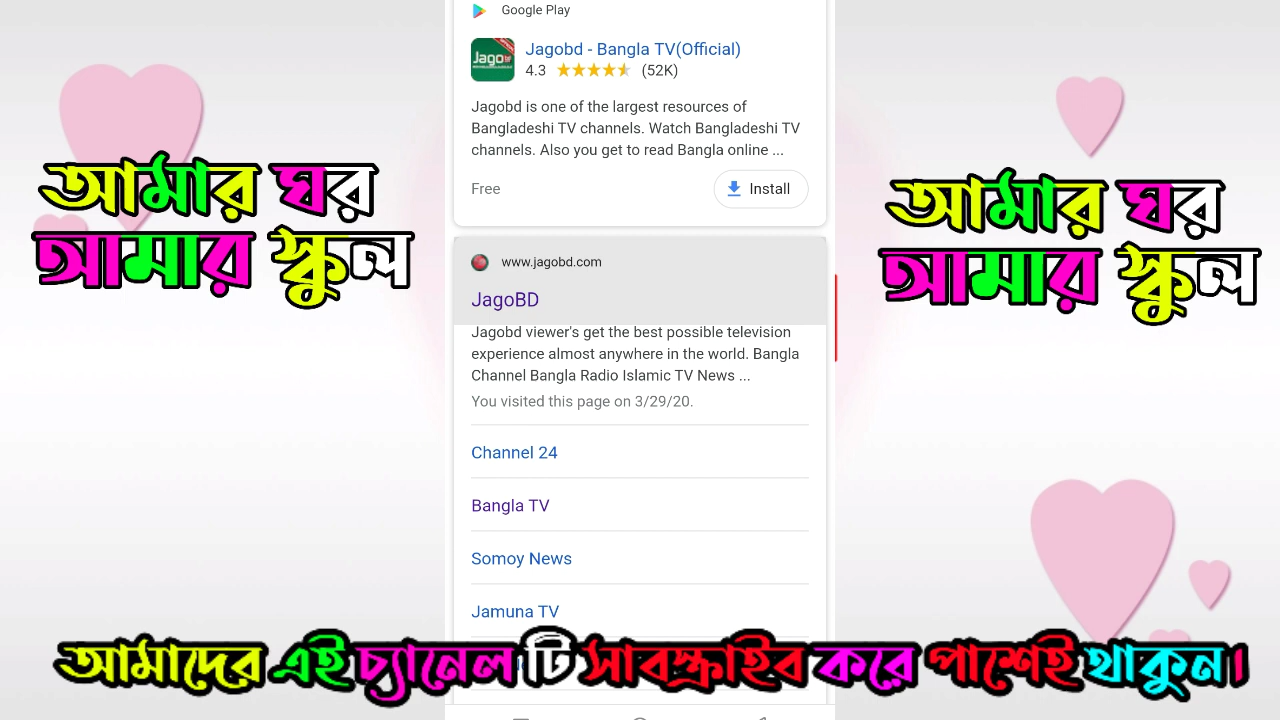 Google Play
Jago
Jagobd - Bangla TV(Official)
4.3 (52K)
Jagobd is one of the largest resources of
Bangladeshi TV channels. Watch Bangladeshi TV
channels. Also you get to read Bangla online ...
Free
Install
আমার ঘর
আমার স্কুল
আমার ঘর
আমার স্কুল
www.jagobd.com
JagoBD
Jagobd viewer's get the best possible television
experience almost anywhere in the world. Bangla
Channel Bangla Radio Islamic TV News ...
You visited this page on 3/29/20.
Channel 24
Bangla TV
Somoy News
Jamuna TV
আমাদের এই চ্যানেল টি সাবস্ক্রাইব করে পাশেই থাকুন।